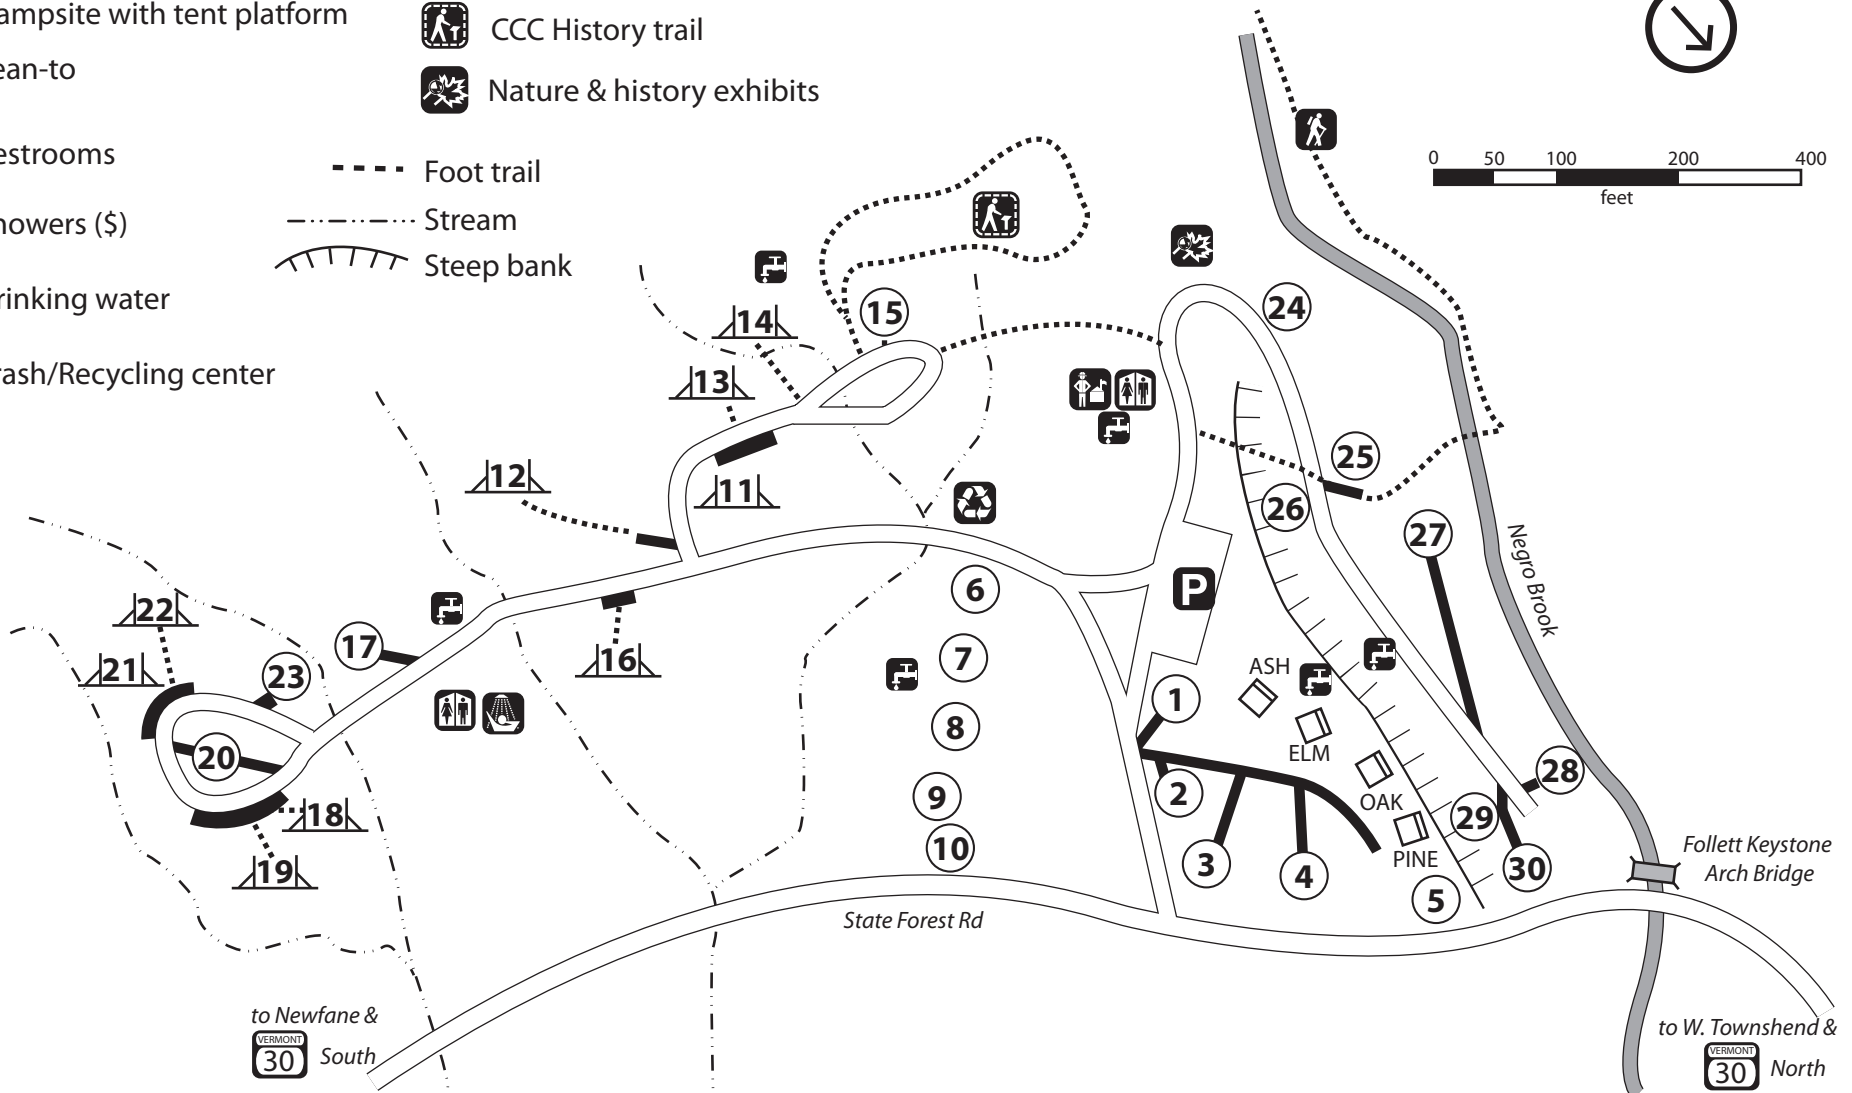 ampsite with tent platform
ean-to
estrooms
howers ($)
rinking water
rash/Recycling center
CCC History trail
Nature & history exhibits
Foot trail
Stream
Steep bank
0 50 100 200 400
feet
15
14
13
12
11
24
25
26
27
22
21
23
17
20
18
19
16
6
7
8
9
10
P
ASH
ELM
OAK
PINE
1
2
3
4
5
28
29
30
Negro Brook
Follett Keystone
Arch Bridge
State Forest Rd
to Newfane &
VERMONT
30 South
to W. Townshend &
VERMONT
30 North